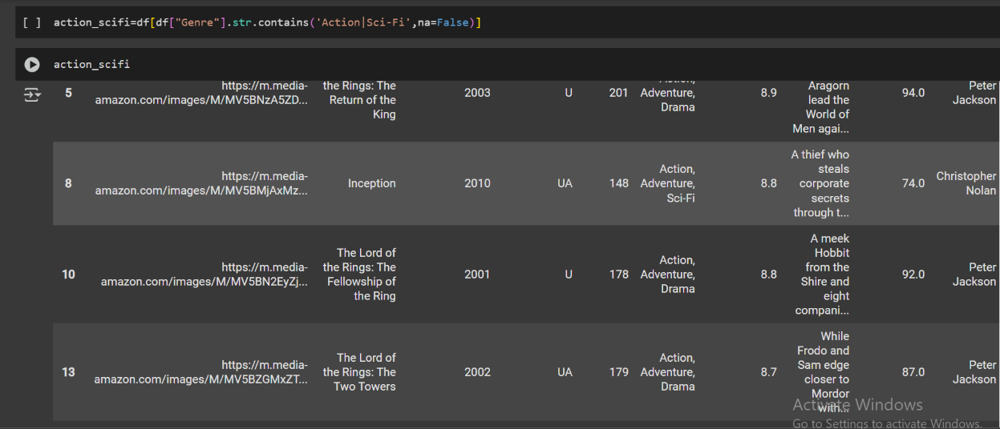 [ ] action_scifi=df[df["Genre"].str.contains('Action|Sci-Fi',na=False)]
action_scifi
5
https://m.media-
amazon.com/images/M/MV5BNzA5ZD...
the Rings: The
Return of the
King
2003
U
201
Action,
Adventure,
Drama
8.9
Aragorn
lead the
World of
Men agai...
94.0
Peter
Jackson
8
https://m.media-
amazon.com/images/M/MV5BMjAxMz...
Inception
2010
UA
148
Action,
Adventure,
Sci-Fi
8.8
A thief who
steals
corporate
secrets
through t...
74.0
Christopher
Nolan
10
https://m.media-
amazon.com/images/M/MV5BN2EyZj...
The Lord of
the Rings: The
Fellowship of
the Ring
2001
U
178
Action,
Adventure,
Drama
8.8
A meek
Hobbit
from the
Shire and
eight
compani...
92.0
Peter
Jackson
13
https://m.media-
amazon.com/images/M/MV5BZGMxZT...
The Lord of
the Rings: The
Two Towers
2002
UA
179
Action,
Adventure,
Drama
8.7
While
Frodo and
Sam edge
closer to
Mordor
with...
87.0
Peter
Jackson
Activate Windows
Go to Settings to activate Windows.